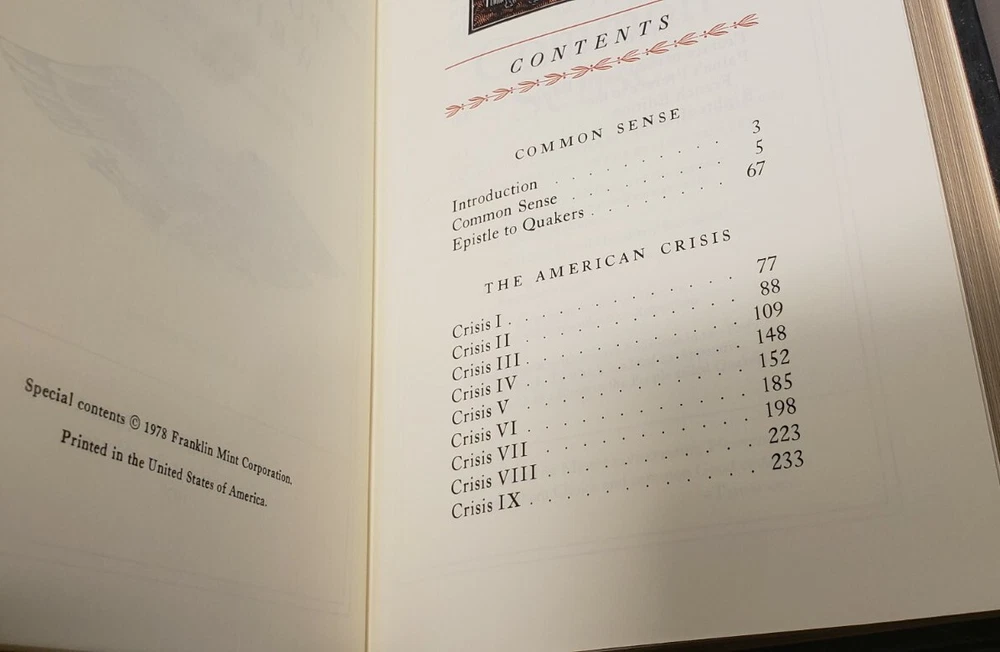 Special contents © 1978 Franklin Mint Corporation.
Printed in the United States of America.
CONTENTS
COMMON SENSE
Introduction . . . . . . . . 3
Common Sense . . . . . . . . 5
Epistle to Quakers . . . . . . . 67
THE AMERICAN CRISIS
Crisis I . . . . . . . . . . 77
Crisis II . . . . . . . . . . 88
Crisis III . . . . . . . . . . 109
Crisis IV . . . . . . . . . . 148
Crisis V . . . . . . . . . . 152
Crisis VI . . . . . . . . . . 185
Crisis VII . . . . . . . . . . 198
Crisis VIII . . . . . . . . . . 223
Crisis IX . . . . . . . . . . 233